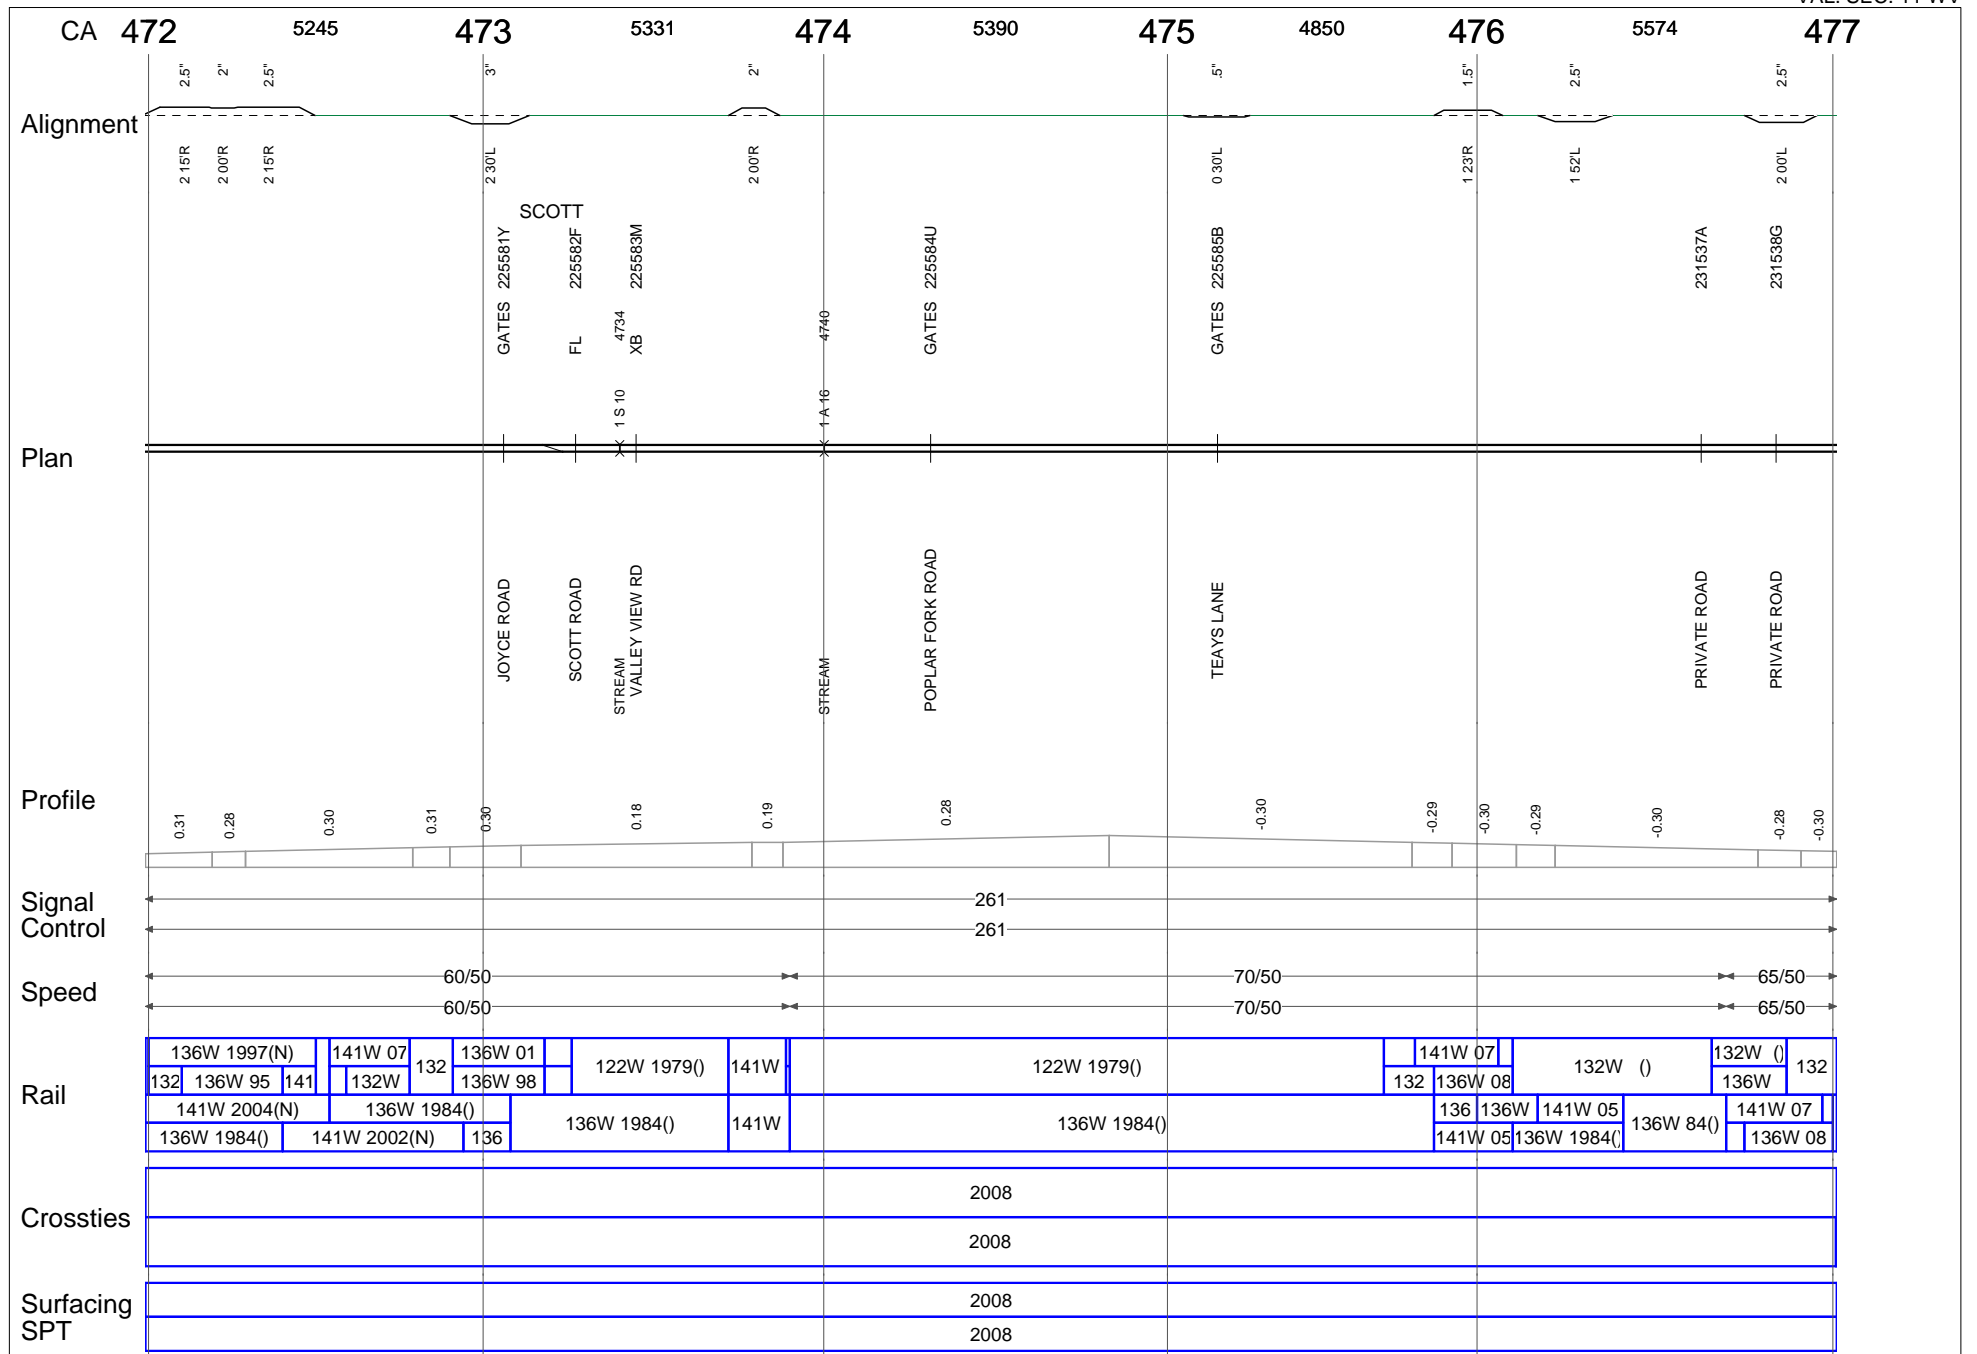 CA 472 5245 473 5331 474 5390 475 4850 476 5574 477
2.5" 2" 2.5" 3" 2" .5" 1.5" 2.5" 2.5"
Alignment
2 15'R 2 00'R 2 15'R 2 30'L 2 00'R 0 30'L 1 23'R 1 52'L 2 00'L
SCOTT
GATES 225581Y
FL 225582F
4734
XB 225583M
4740
GATES 225584U
GATES 225585B
231537A
231538G
1 S 10
1 A 16
Plan
JOYCE ROAD
SCOTT ROAD
STREAM
VALLEY VIEW RD
STREAM
POPLAR FORK ROAD
TEAYS LANE
PRIVATE ROAD
PRIVATE ROAD
Profile
0.31 0.28 0.30 0.31 0.30 0.18 0.19 0.28 -0.30 -0.29 -0.30 -0.29 -0.30 -0.28 -0.30
Signal 261
Control 261
Speed
60/50 70/50 65/50
60/50 70/50 65/50
Rail
136W 1997(N) 141W 07 132 136W 01 122W 1979() 141W 122W 1979() 141W 07 132W () 132W () 132
132 136W 95 141 132W 136W 98 132 136W 08 136W
141W 2004(N) 136W 1984() 136W 1984() 141W 136W 1984() 136 136W 141W 05 136W 84() 141W 07
136W 1984() 141W 2002(N) 136 141W 05 136W 1984() 136W 08
Crossties
2008
2008
Surfacing
SPT
2008
2008